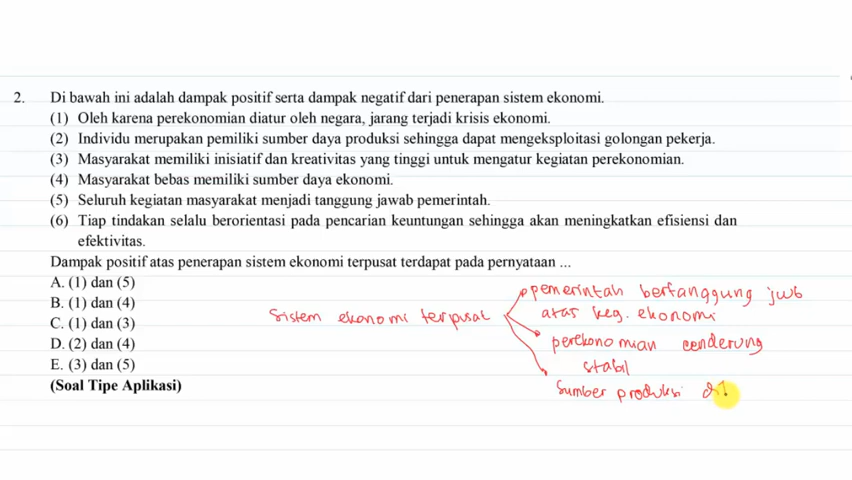 2. Di bawah ini adalah dampak positif serta dampak negatif dari penerapan sistem ekonomi.
(1) Oleh karena perekonomian diatur oleh negara, jarang terjadi krisis ekonomi.
(2) Individu merupakan pemiliki sumber daya produksi sehingga dapat mengeksploitasi golongan pekerja.
(3) Masyarakat memiliki inisiatif dan kreativitas yang tinggi untuk mengatur kegiatan perekonomian.
(4) Masyarakat bebas memiliki sumber daya ekonomi.
(5) Seluruh kegiatan masyarakat menjadi tanggung jawab pemerintah.
(6) Tiap tindakan selalu berorientasi pada pencarian keuntungan sehingga akan meningkatkan efisiensi dan
efektivitas.
Dampak positif atas penerapan sistem ekonomi terpusat terdapat pada pernyataan ...
A. (1) dan (5)
B. (1) dan (4)
C. (1) dan (3)
D. (2) dan (4)
E. (3) dan (5)
(Soal Tipe Aplikasi)
Sistem ekonomi terpusat
pemerintah bertanggung jwb
atas keg. ekonomi
perekonomian cenderung
stabil
Sumber produksi